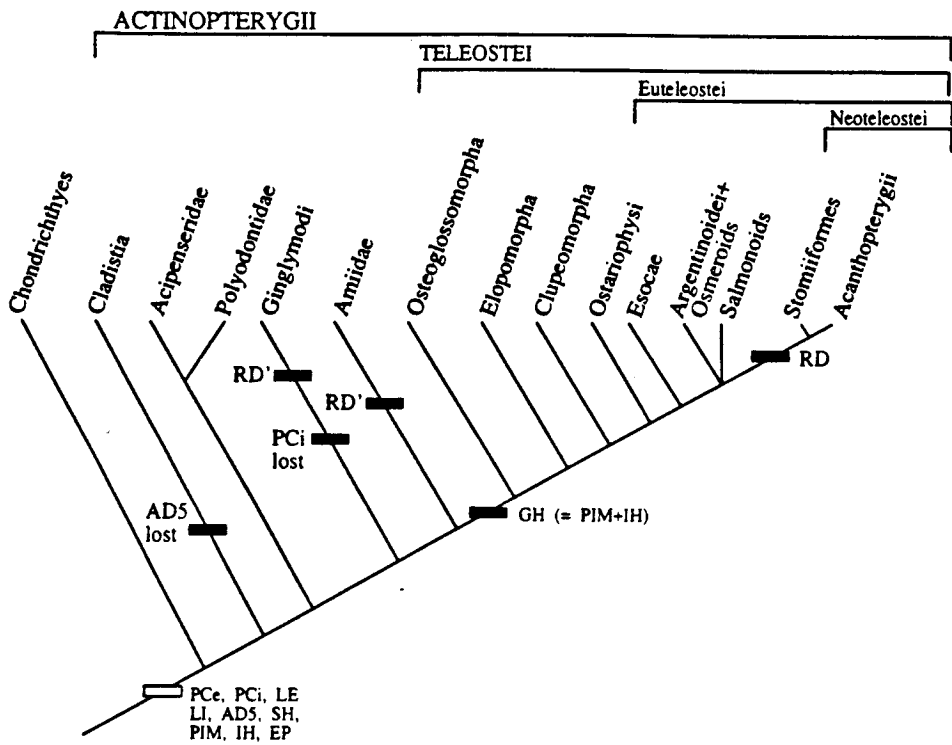 ACTINOPTERYGII
TELEOSTEI
Euteleostei
Neoteleostei
Chondrichthyes
Cladistia
Acipenseridae
Polyodontidae
Ginglymodi
Amiidae
Osteoglossomorpha
Elopomorpha
Clupeomorpha
Ostariophysi
Esocae
Argentinoidei+
Osmeroids
Salmonoids
Stomiiformes
Acanthopterygii
RD'
RD'
RD
PCi
lost
AD5
lost
GH (= PIM+IH)
PCe, PCi, LE
LI, AD5, SH,
PIM, IH, EP